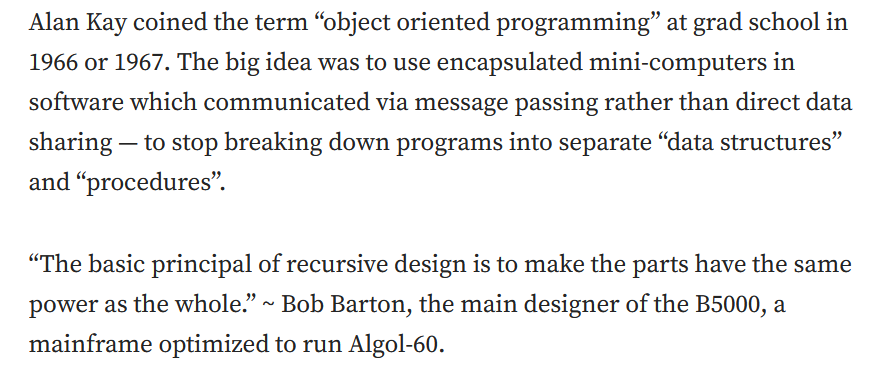 Alan Kay coined the term “object oriented programming” at grad school in
1966 or 1967. The big idea was to use encapsulated mini-computers in
software which communicated via message passing rather than direct data
sharing — to stop breaking down programs into separate “data structures”
and “procedures”.
“The basic principal of recursive design is to make the parts have the same
power as the whole.” ~ Bob Barton, the main designer of the B5000, a
mainframe optimized to run Algol-60.